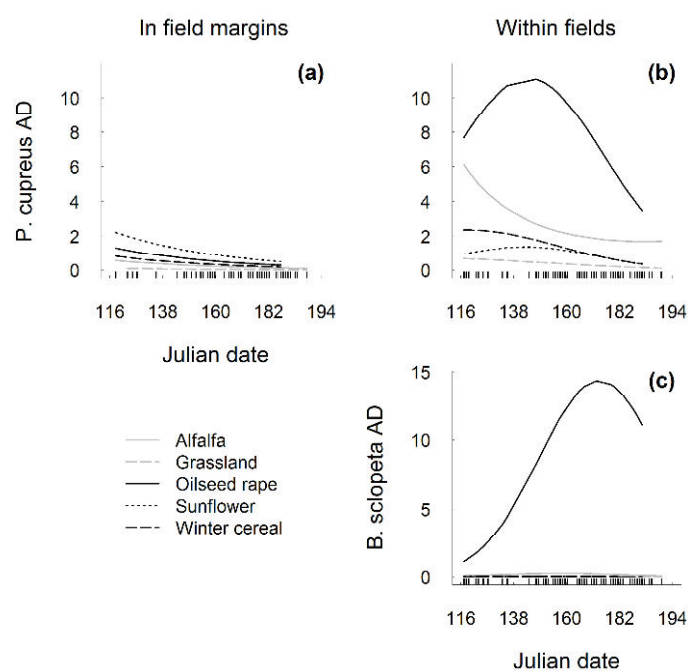 In field margins
Within fields
(a)
(b)
P. cupreus AD
10
8
6
4
2
0
10
8
6
4
2
0
116 138 160 182 194
116 138 160 182 194
Julian date
(c)
B. sclopeta AD
15
10
5
0
116 138 160 182 194
Julian date
Alfalfa
Grassland
Oilseed rape
Sunflower
Winter cereal